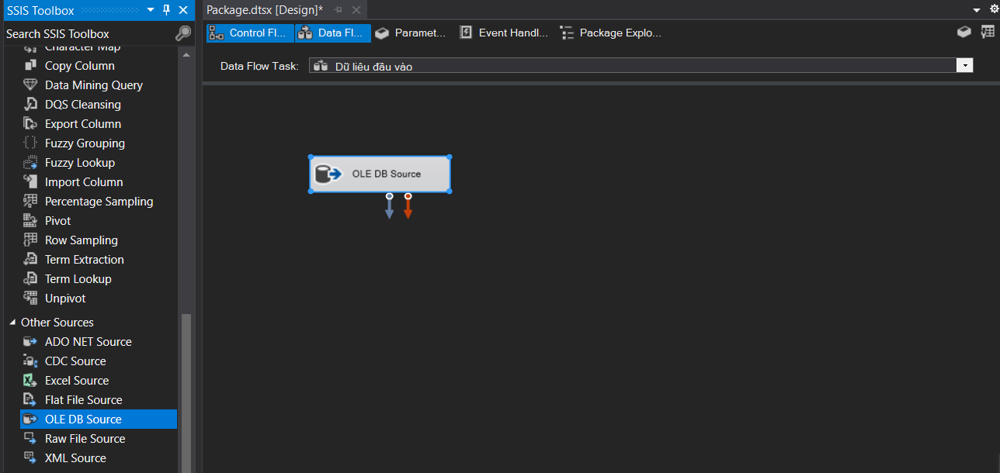 SSIS Toolbox
Search SSIS Toolbox
Character Map
Copy Column
Data Mining Query
DQS Cleansing
Export Column
Fuzzy Grouping
Fuzzy Lookup
Import Column
Percentage Sampling
Pivot
Row Sampling
Term Extraction
Term Lookup
Unpivot
Other Sources
ADO NET Source
CDC Source
Excel Source
Flat File Source
OLE DB Source
Raw File Source
XML Source
Package.dtsx [Design]*
Control Fl... Data Fl... Paramet... Event Handl... Package Explo...
Data Flow Task: Dữ liêu đầu vào
OLE DB Source